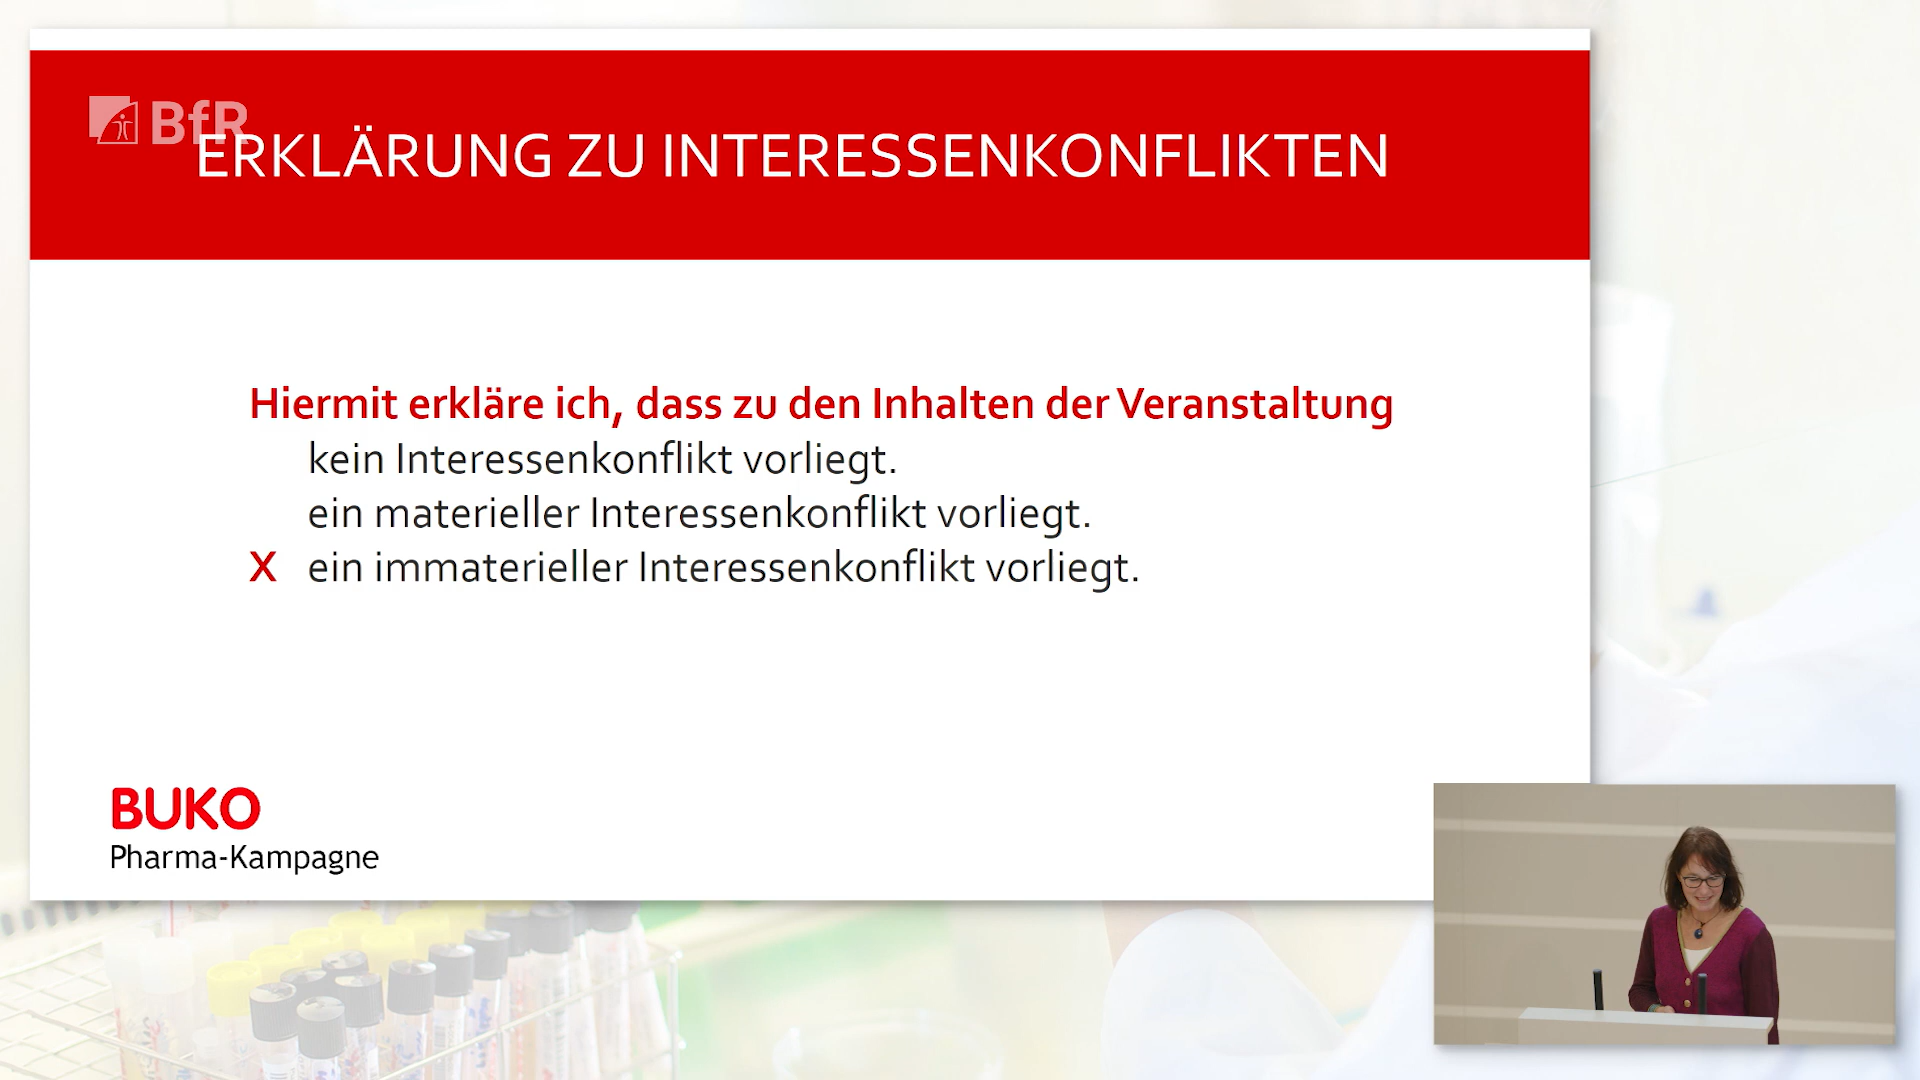 BfR
ERKLÄRUNG ZU INTERESSENKONFLIKTEN
Hiermit erkläre ich, dass zu den Inhalten der Veranstaltung
kein Interessenkonflikt vorliegt.
ein materieller Interessenkonflikt vorliegt.
X ein immaterieller Interessenkonflikt vorliegt.
BUKO
Pharma-Kampagne